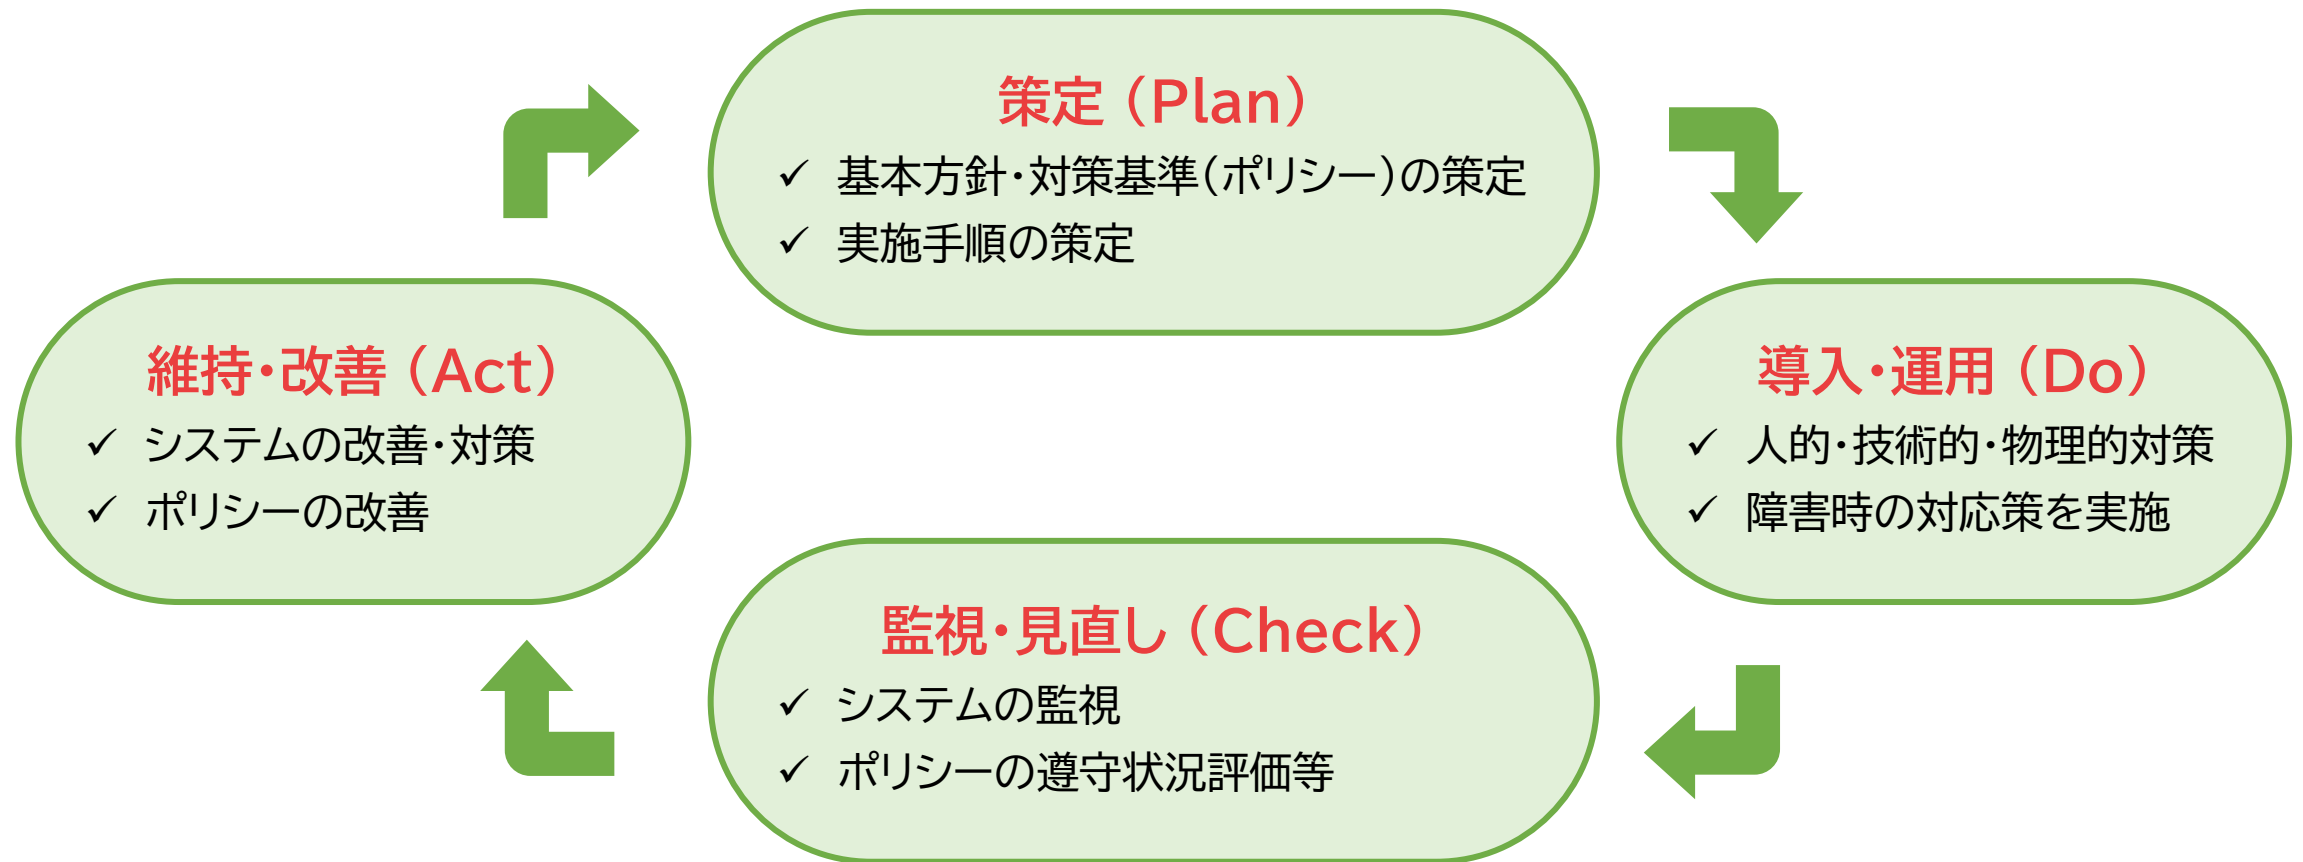 策定（Plan）
✓ 基本方針・対策基準（ポリシー）の策定
✓ 実施手順の策定
導入・運用（Do）
✓ 人的・技術的・物理的対策
✓ 障害時の対応策を実施
監視・見直し（Check）
✓ システムの監視
✓ ポリシーの遵守状況評価等
維持・改善（Act）
✓ システムの改善・対策
✓ ポリシーの改善